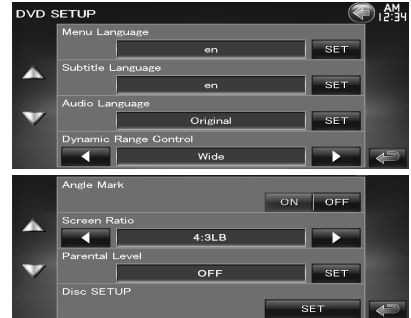 DVD SETUP
AM
12:34
Menu Language
en SET
Subtitle Language
en SET
Audio Language
Original SET
Dynamic Range Control
Wide
Angle Mark
ON OFF
Screen Ratio
4:3LB
Parental Level
OFF SET
Disc SETUP
SET